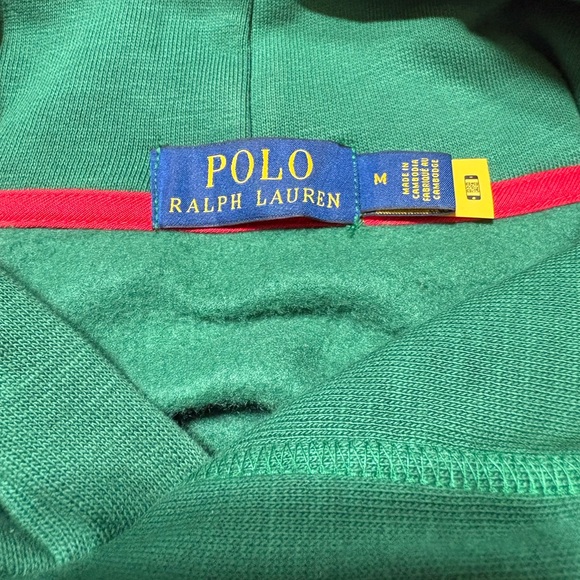 POLO
RALPH LAUREN
M
MADE IN
CAMBODIA
FABRIQUÉ AU
CAMBODGE